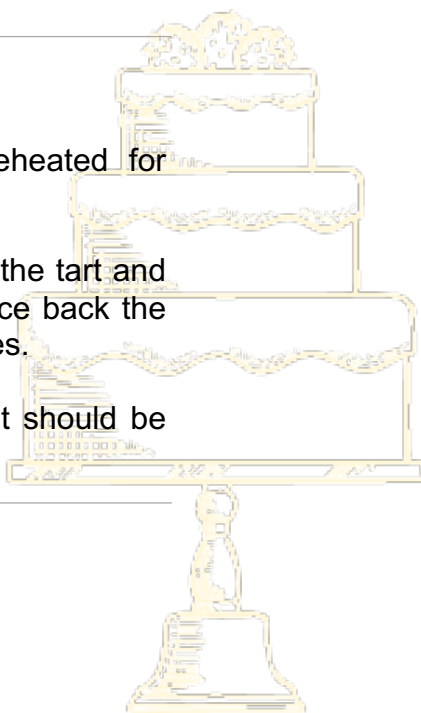 eheated for
the tart and
ce back the
es.
t should be